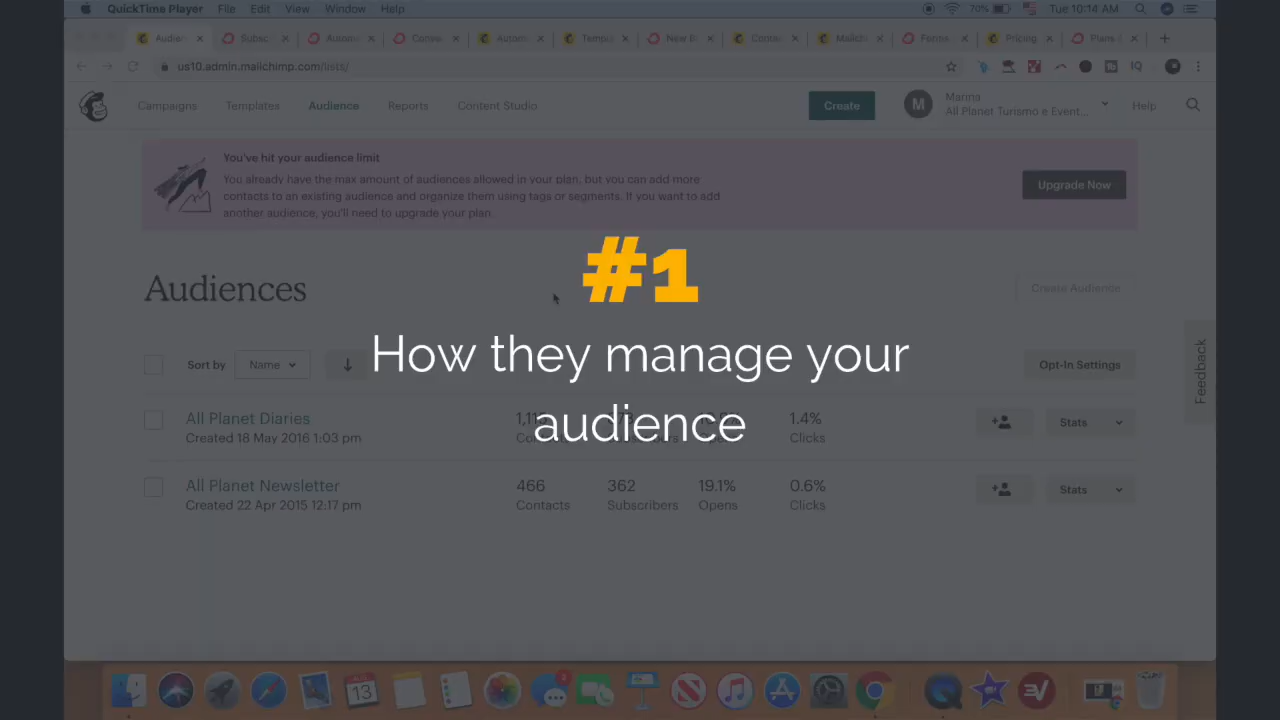 QuickTime Player File Edit View Window Help 70% Tue 10:14 AM
us10.admin.mailchimp.com/lists/
Campaigns Templates Audience Reports Content Studio Create M Marina Help
All Planet Turismo e Event...
You've hit your audience limit
You already have the max amount of audiences allowed in your plan, but you can add more
contacts to an existing audience and organize them using tags or segments. If you want to add
another audience, you'll need to upgrade your plan.
Upgrade Now
#1
Audiences
Create Audience
How they manage your
audience
Sort by Name Opt-In Settings
Feedback
All Planet Diaries 1.4% Stats
Created 18 May 2016 1:03 pm Clicks
All Planet Newsletter 466 362 19.1% 0.6% Stats
Created 22 Apr 2015 12:17 pm Contacts Subscribers Opens Clicks
13